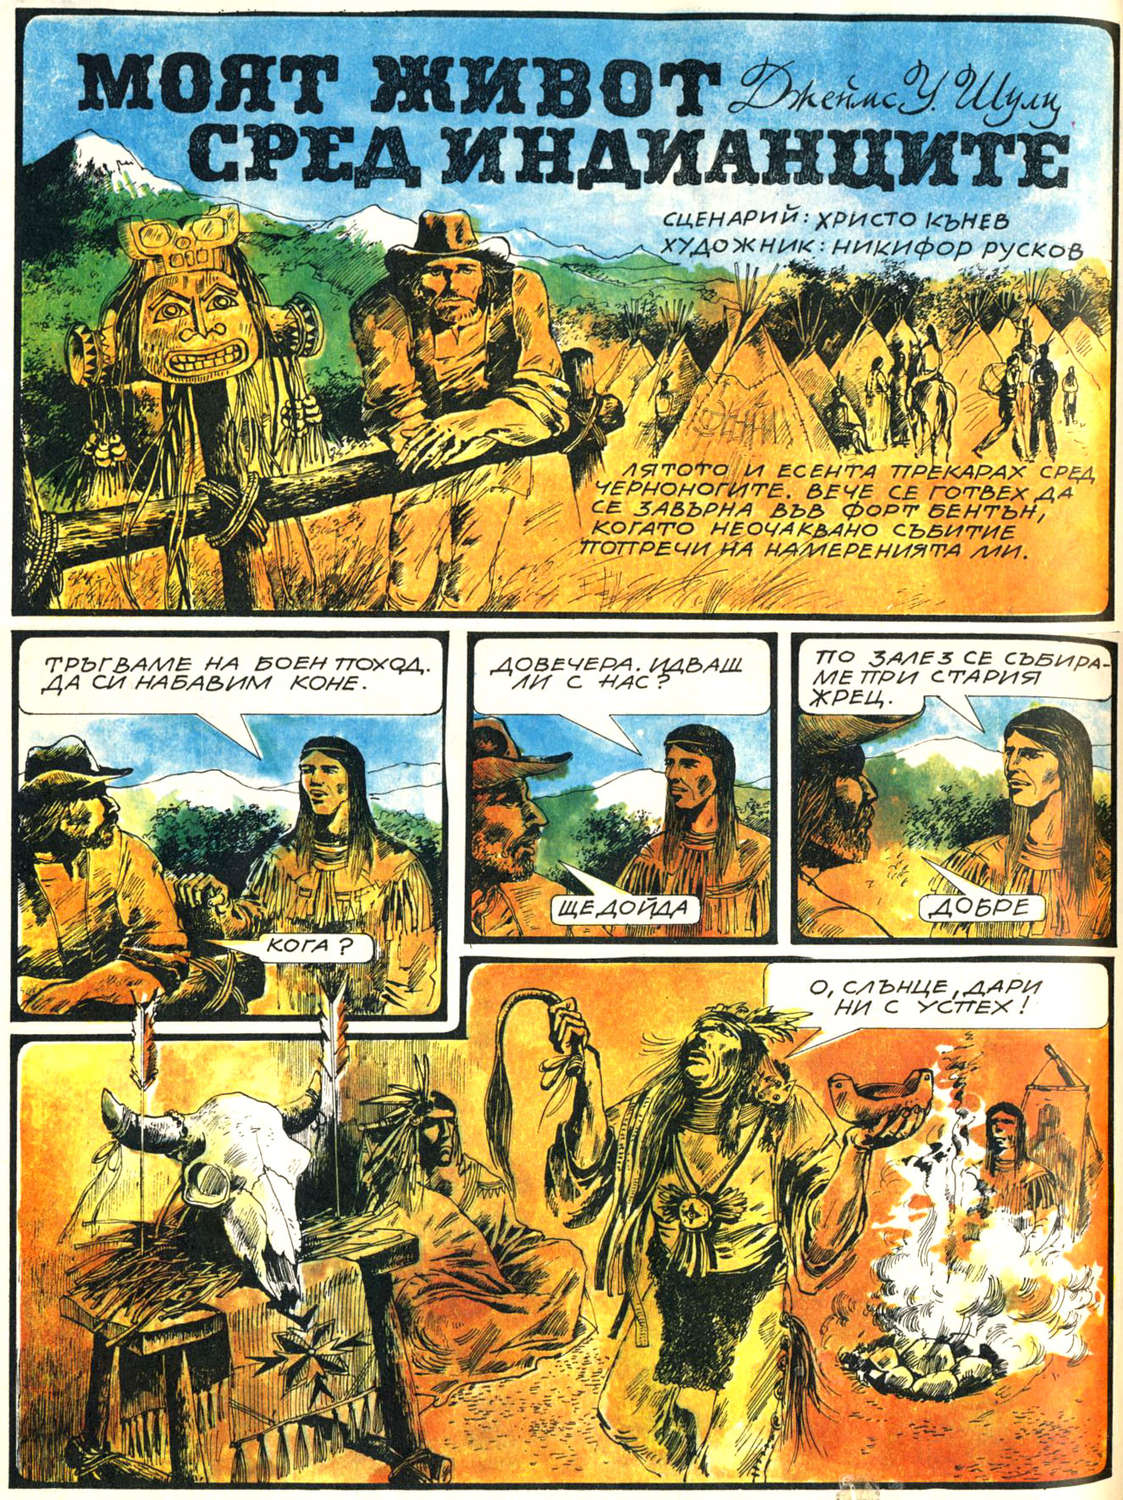 МОЯТ ЖИВОТ
Джеймс У. Шулц
СРЕД ИНДИАНЦИТЕ
СЦЕНАРИЙ: ХРИСТО КЪНЕВ
ХУДОЖНИК: НИКИФОР РУСКОВ
ЛЯТОТО И ЕСЕНТА ПРЕКАРАХ СРЕД
ЧЕРНОНОГИТЕ. ВЕЧЕ СЕ ГОТВЕХ ДА
СЕ ЗАВЪРНА ВЪВ ФОРТ БЕНТЪН,
КОГАТО НЕОЧАКВАНО СЪБИТИЕ
ПОПРЕЧИ НА НАМЕРЕНИЯТА МИ.
ТРЪГВАМЕ НА БОЕН ПОХОД.
ДА СИ НАБАВИМ КОНЕ.
КОГА?
ДОВЕЧЕРА. ИДВАШ
ЛИ С НАС?
ЩЕ ДОЙДА
ПО ЗАЛЕЗ СЕ СЪБИРА-
МЕ ПРИ СТАРИЯ
ЖРЕЦ.
ДОБРЕ
О, СЛЪНЦЕ, ДАРИ
НИ С УСПЕХ!